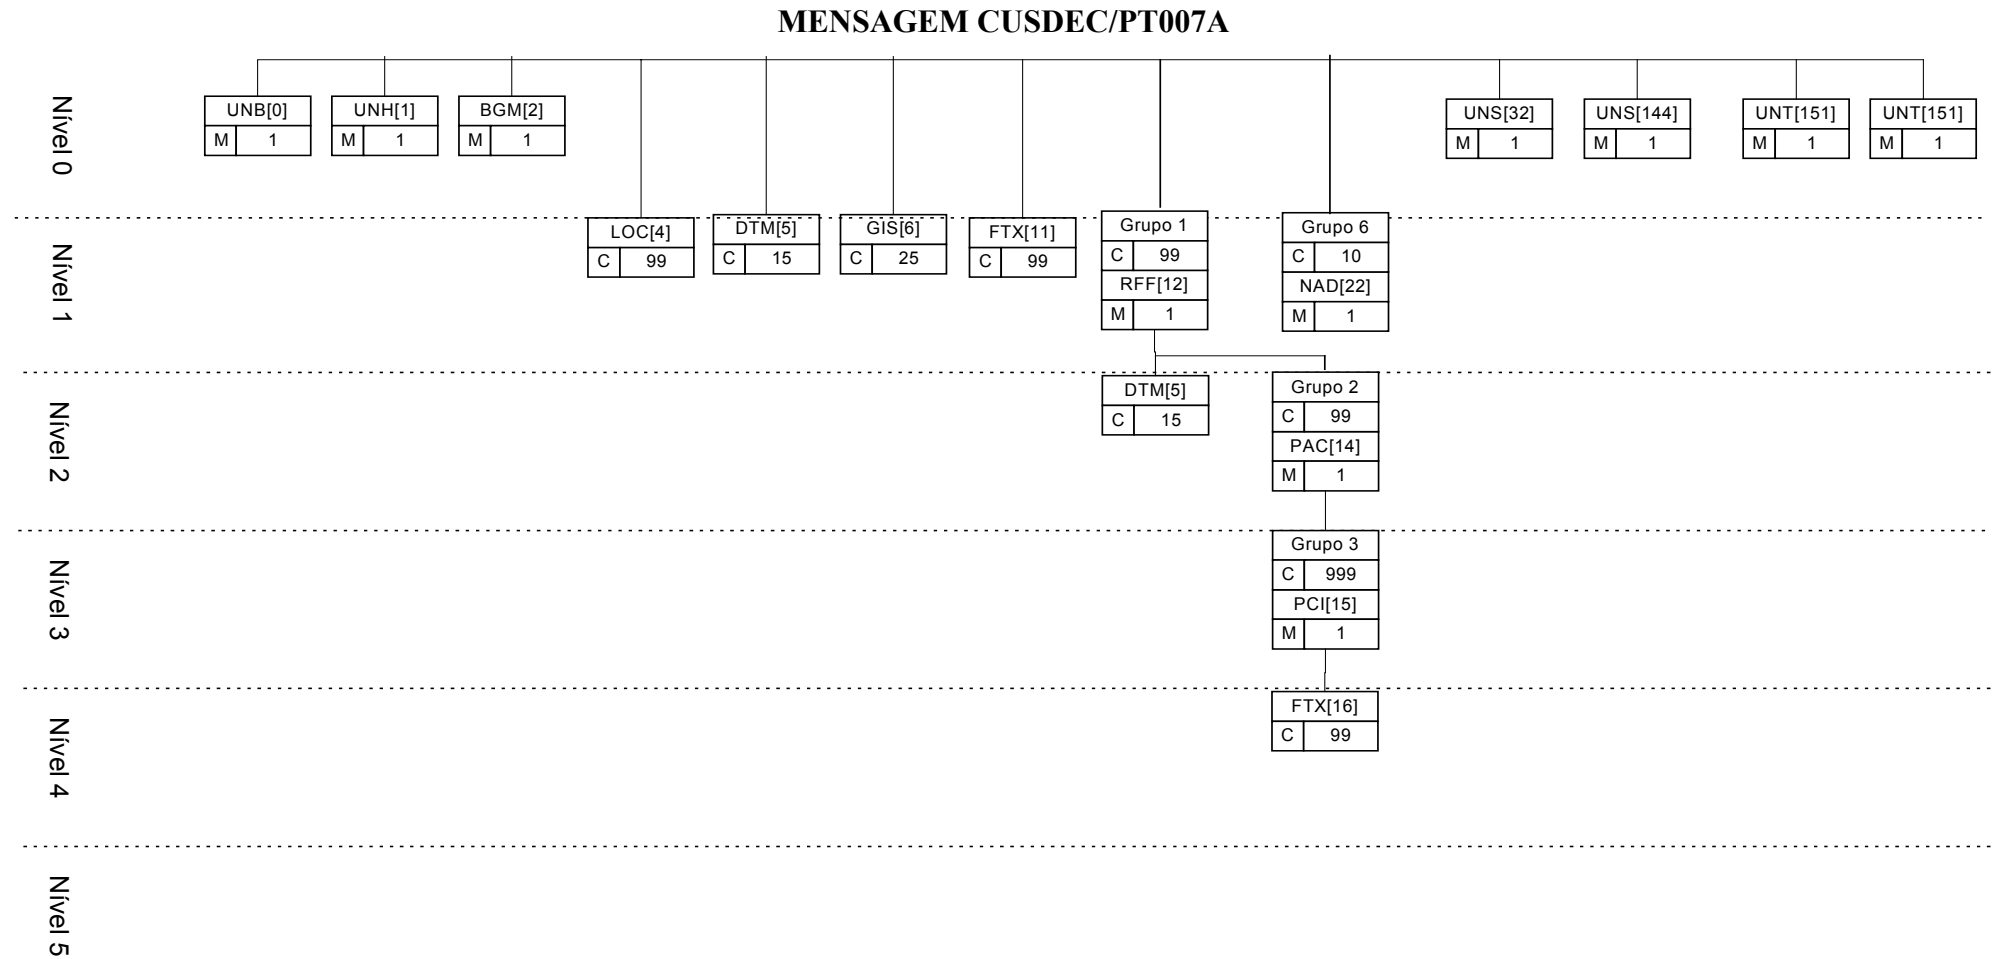 MENSAGEM CUSDEC/PT007A
Nível 0
UNB[0] UNH[1] BGM[2] UNS[32] UNS[144] UNT[151] UNT[151]
M 1 M 1 M 1 M 1 M 1 M 1 M 1
Nível 1
LOC[4] DTM[5] GIS[6] FTX[11] Grupo 1 Grupo 6
C 99 C 15 C 25 C 99 C 99 C 10
RFF[12] NAD[22]
M 1 M 1
Nível 2
DTM[5] Grupo 2
C 15 C 99
PAC[14]
M 1
Nível 3
Grupo 3
C 999
PCI[15]
M 1
Nível 4
FTX[16]
C 99
Nível 5